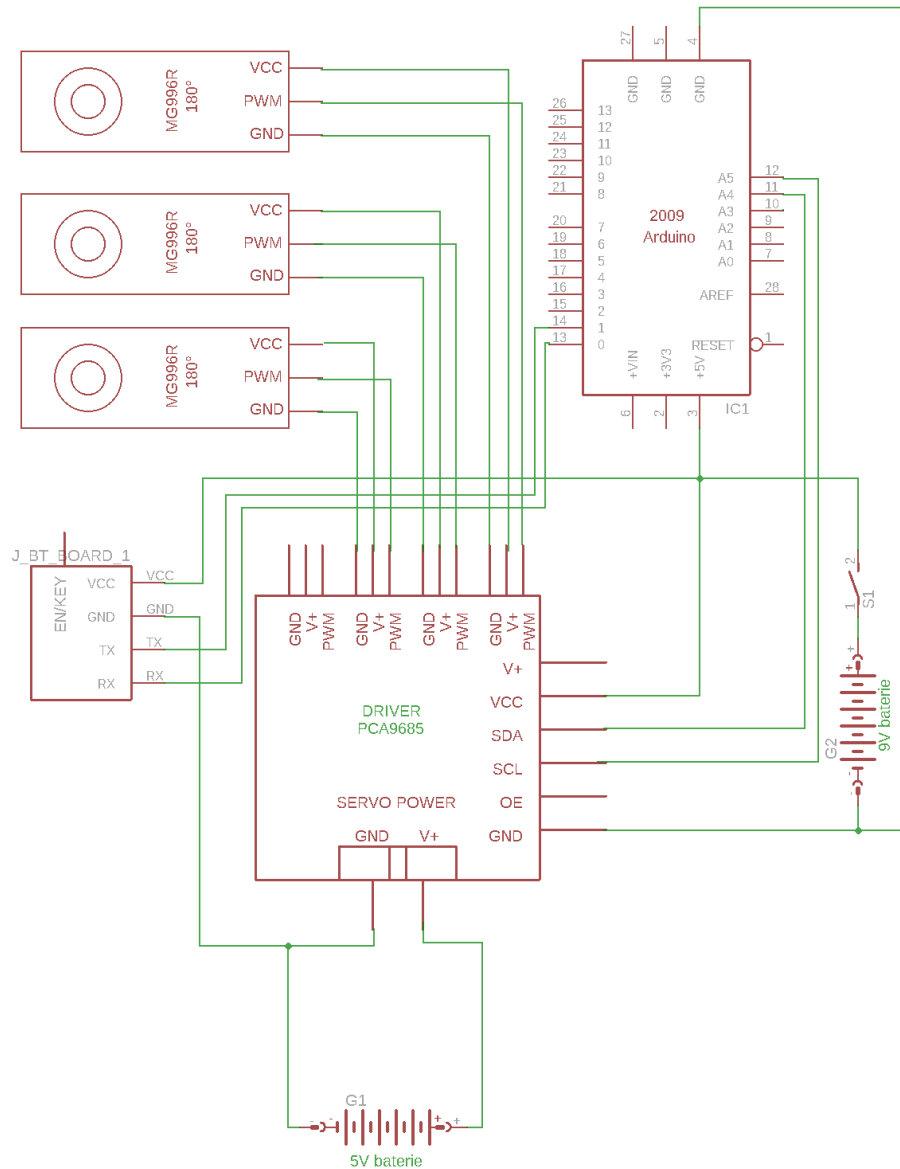 VCC
PWM
GND
MG996R
180°
VCC
PWM
GND
MG996R
180°
VCC
PWM
GND
MG996R
180°
27
5
4
GND
GND
GND
26
13
25
12
24
11
23
10
22
9
21
8
20
7
19
6
18
5
17
4
16
3
15
2
14
1
13
0
A5
12
A4
11
A3
10
A2
9
A1
8
A0
7
AREF
28
RESET
1
2009
Arduino
+VIN
+3V3
+5V
6
2
3
IC1
J_BT_BOARD_1
EN/KEY
VCC
VCC
GND
GND
TX
TX
RX
RX
GND
V+
PWM
GND
V+
PWM
GND
V+
PWM
GND
V+
PWM
V+
VCC
SDA
SCL
OE
GND
DRIVER
PCA9685
SERVO POWER
GND
V+
2
1
S1
+
+
G2
9V baterie
-
-
G1
-
-
+
+
5V baterie